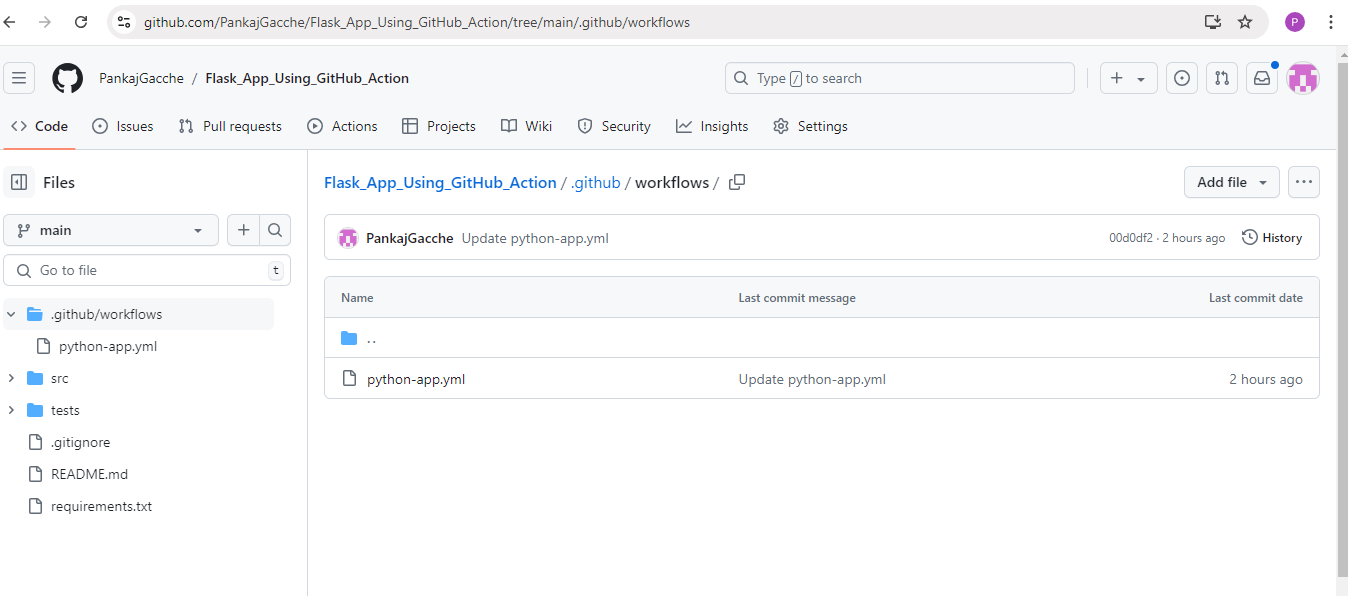 github.com/PankajGacche/Flask_App_Using_GitHub_Action/tree/main/.github/workflows
P
PankajGacche / Flask_App_Using_GitHub_Action
Type / to search
Code Issues Pull requests Actions Projects Wiki Security Insights Settings
Files
main
Go to file t
.github/workflows
python-app.yml
src
tests
.gitignore
README.md
requirements.txt
Flask_App_Using_GitHub_Action / .github / workflows /
Add file
PankajGacche Update python-app.yml 00d0df2 · 2 hours ago History
Name Last commit message Last commit date
..
python-app.yml Update python-app.yml 2 hours ago